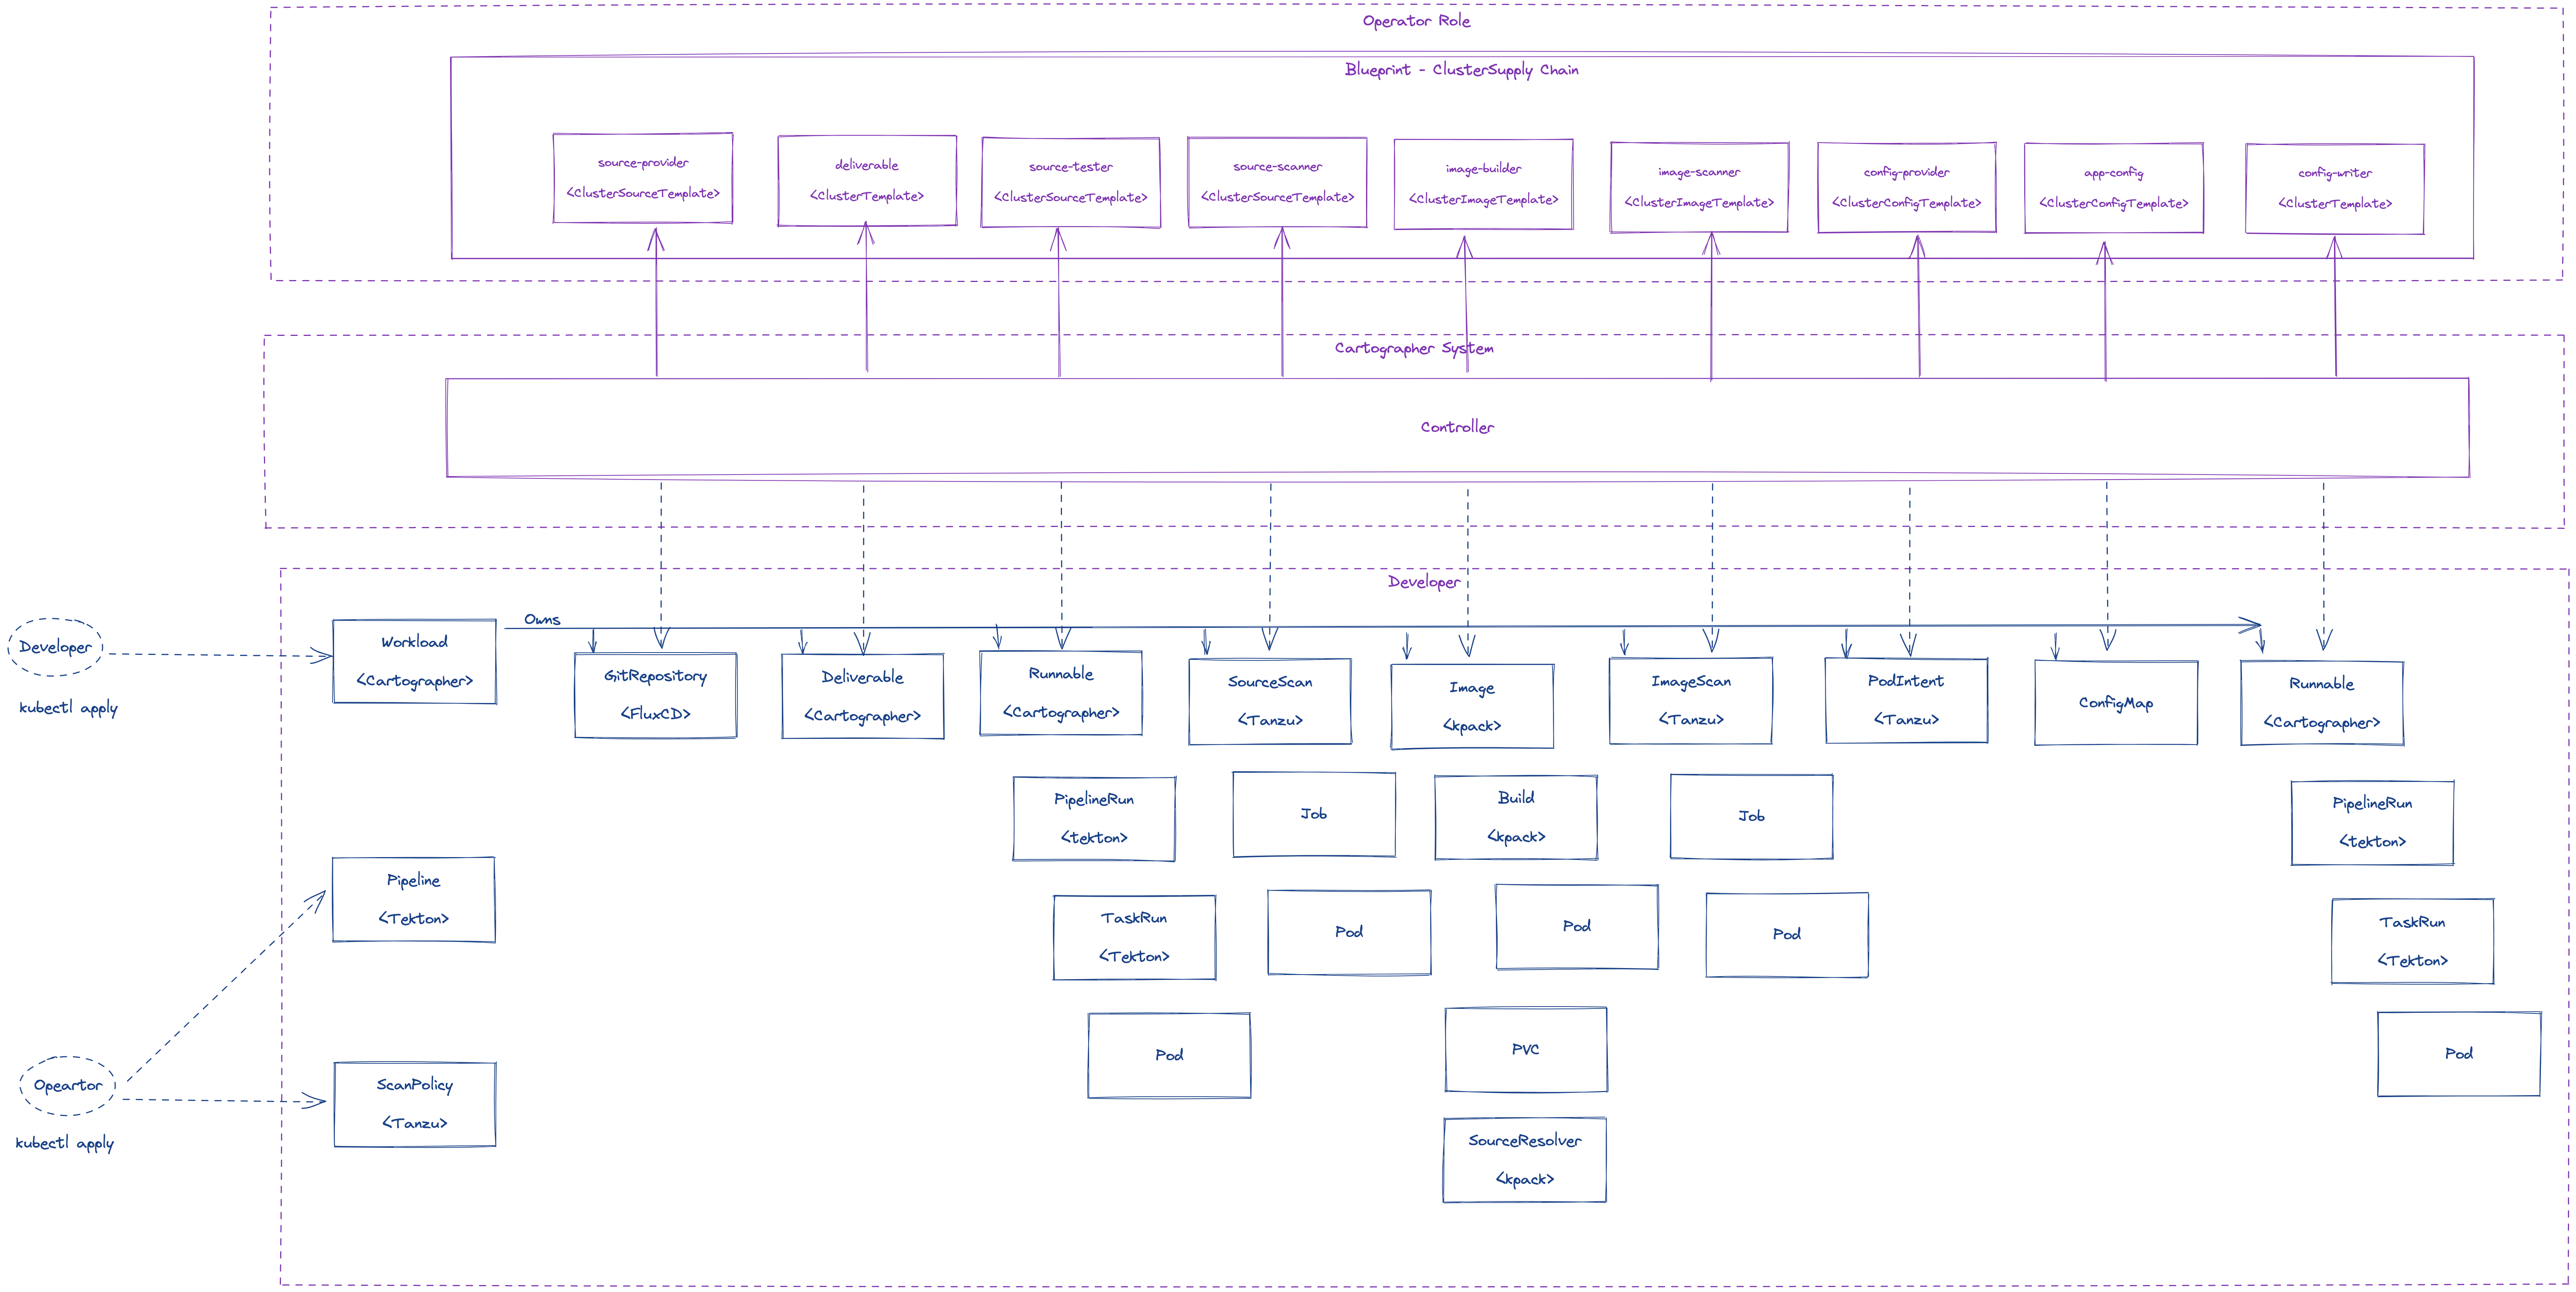 Operator Role
Blueprint - ClusterSupply Chain
source-provider
<ClusterSourceTemplate>
deliverable
<ClusterTemplate>
source-tester
<ClusterSourceTemplate>
source-scanner
<ClusterSourceTemplate>
image-builder
<ClusterImageTemplate>
image-scanner
<ClusterImageTemplate>
config-provider
<ClusterConfigTemplate>
app-config
<ClusterConfigTemplate>
config-writer
<ClusterTemplate>
Cartographer System
Controller
Developer
Developer
kubectl apply
Workload
<Cartographer>
Owns
GitRepository
<FluxCD>
Deliverable
<Cartographer>
Runnable
<Cartographer>
SourceScan
<Tanzu>
Image
<kpack>
ImageScan
<Tanzu>
PodIntent
<Tanzu>
ConfigMap
Runnable
<Cartographer>
PipelineRun
<tekton>
Job
Build
<kpack>
Job
PipelineRun
<tekton>
Pipeline
<Tekton>
TaskRun
<Tekton>
Pod
Pod
Pod
TaskRun
<Tekton>
Pod
PVC
Pod
Opeartor
kubectl apply
ScanPolicy
<Tanzu>
SourceResolver
<kpack>